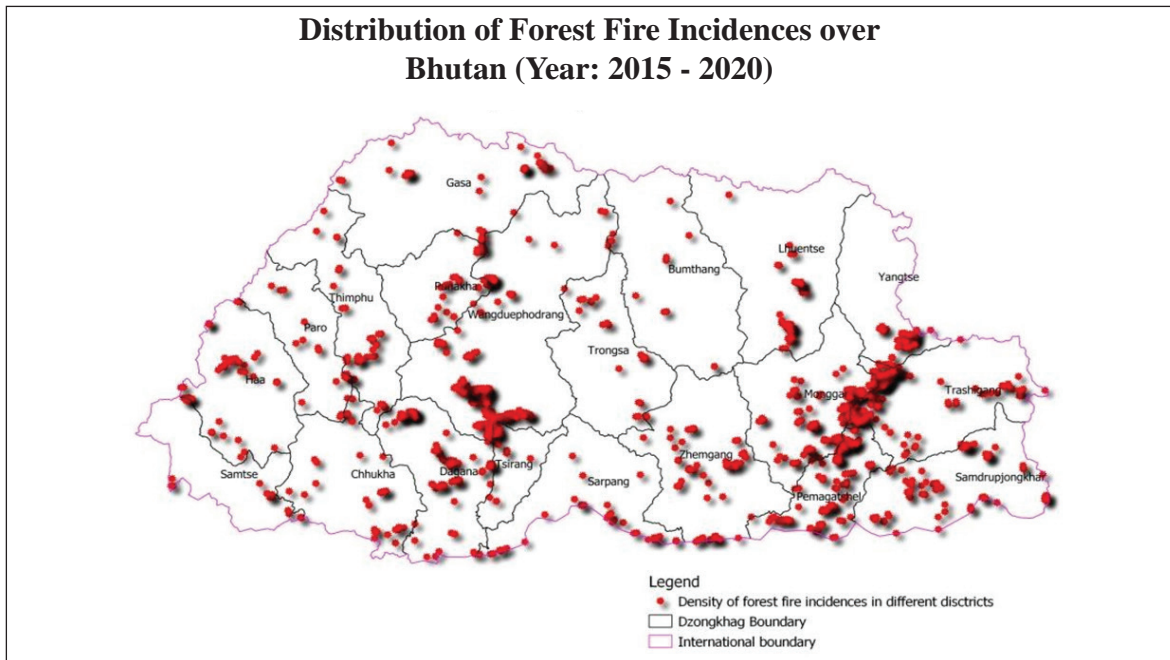 Distribution of Forest Fire Incidences over
Bhutan (Year: 2015 - 2020)
Gasa
Lhuentse
Bumthang
Yangtse
Punakha
Thimphu
Wangduephodrang
Paro
Trongsa
Haa
Monggar
Trashigang
Zhemgang
Tsirang
Dagana
Chhukha
Samtse
Sarpang
Samdrupjongkhar
Pemagatshel
Legend
Density of forest fire incidences in different disctricts
Dzongkhag Boundary
International boundary